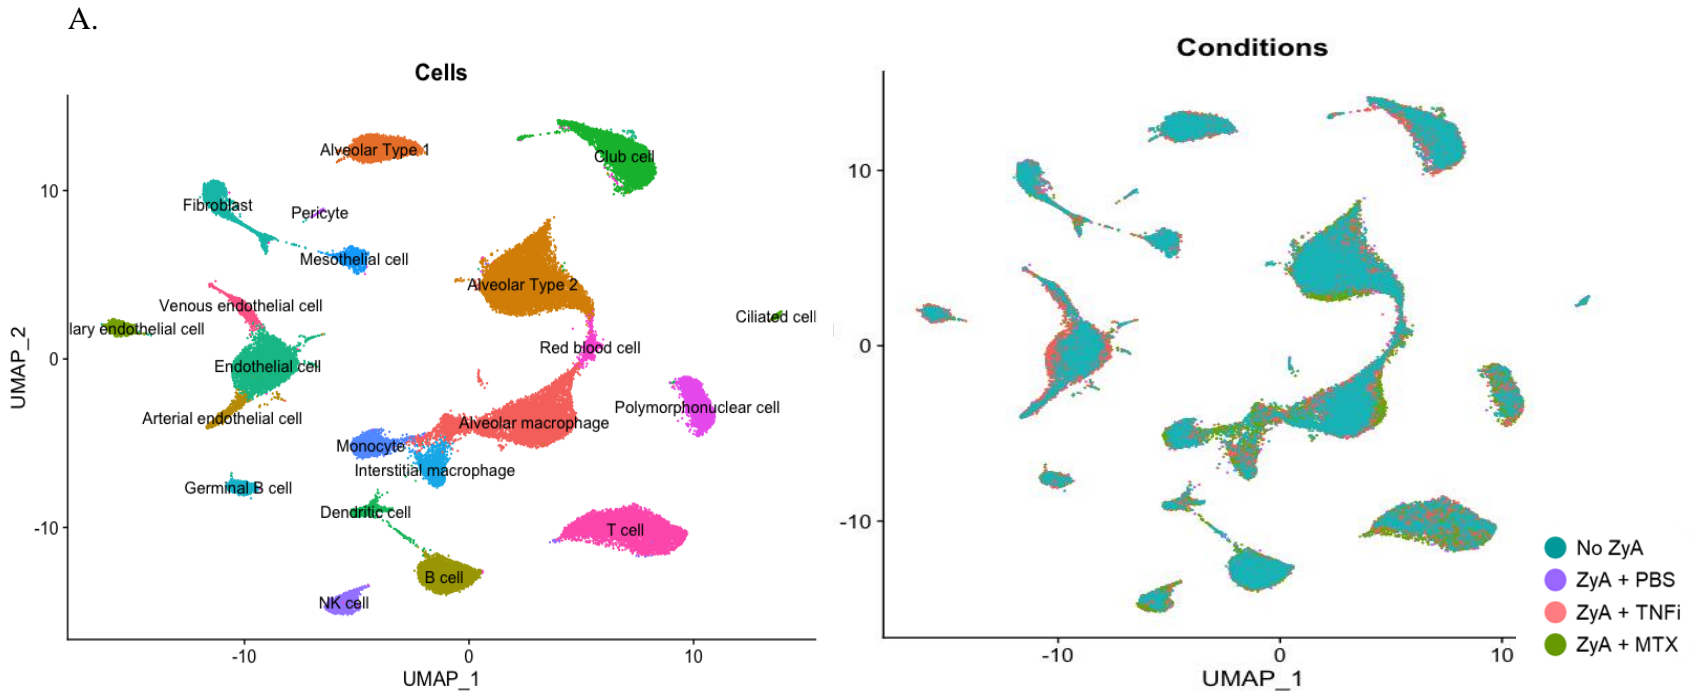 A.
Cells
Alveolar Type 1
Club cell
Fibroblast
Pericyte
Mesothelial cell
Alveolar Type 2
Venous endothelial cell
lary endothelial cell
Ciliated cell
Red blood cell
Endothelial cell
Arterial endothelial cell
Polymorphonuclear cell
Alveolar macrophage
Monocyte
Interstitial macrophage
Germinal B cell
Dendritic cell
T cell
B cell
NK cell
UMAP_2
10
0
-10
-10
0
10
UMAP_1
Conditions
10
0
-10
-10
0
10
UMAP_1
No ZyA
ZyA + PBS
ZyA + TNFi
ZyA + MTX